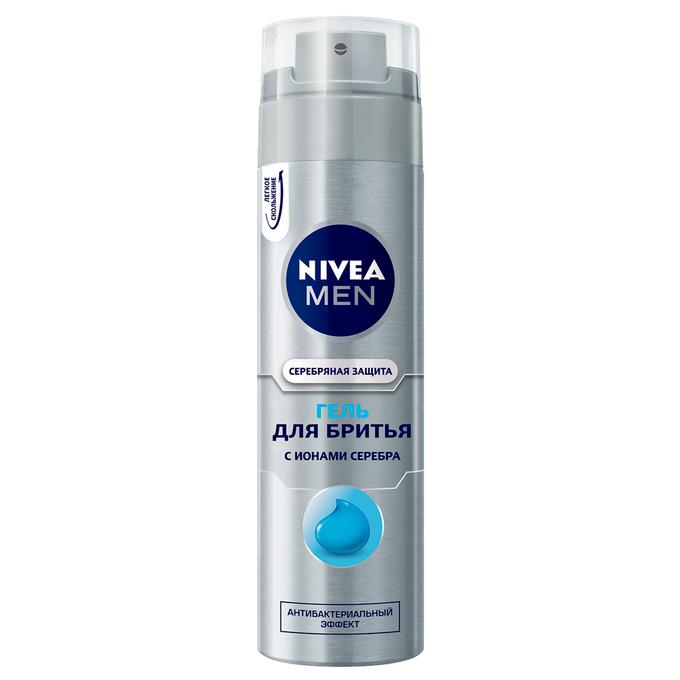 ЛЕГКОЕ
СКОЛЬЖЕНИЕ
NIVEA
MEN
СЕРЕБРЯНАЯ ЗАЩИТА
ГЕЛЬ
ДЛЯ БРИТЬЯ
С ИОНАМИ СЕРЕБРА
АНТИБАКТЕРИАЛЬНЫЙ
ЭФФЕКТ